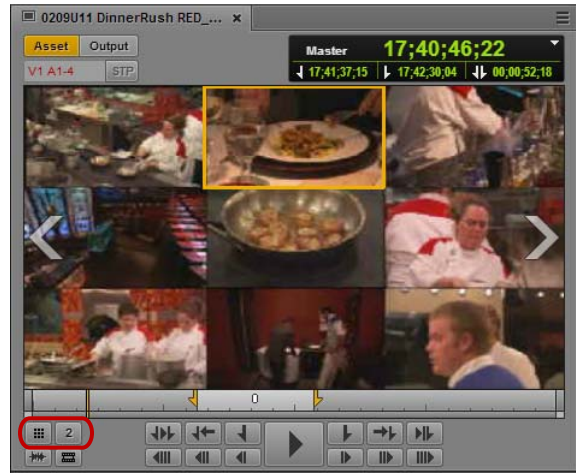 0209U11 DinnerRush RED_... x
Asset Output
Master 17;40;46;22
V1 A1-4 STP
17;41;37;15 17;42;30;04 00;00;52;18
0
2